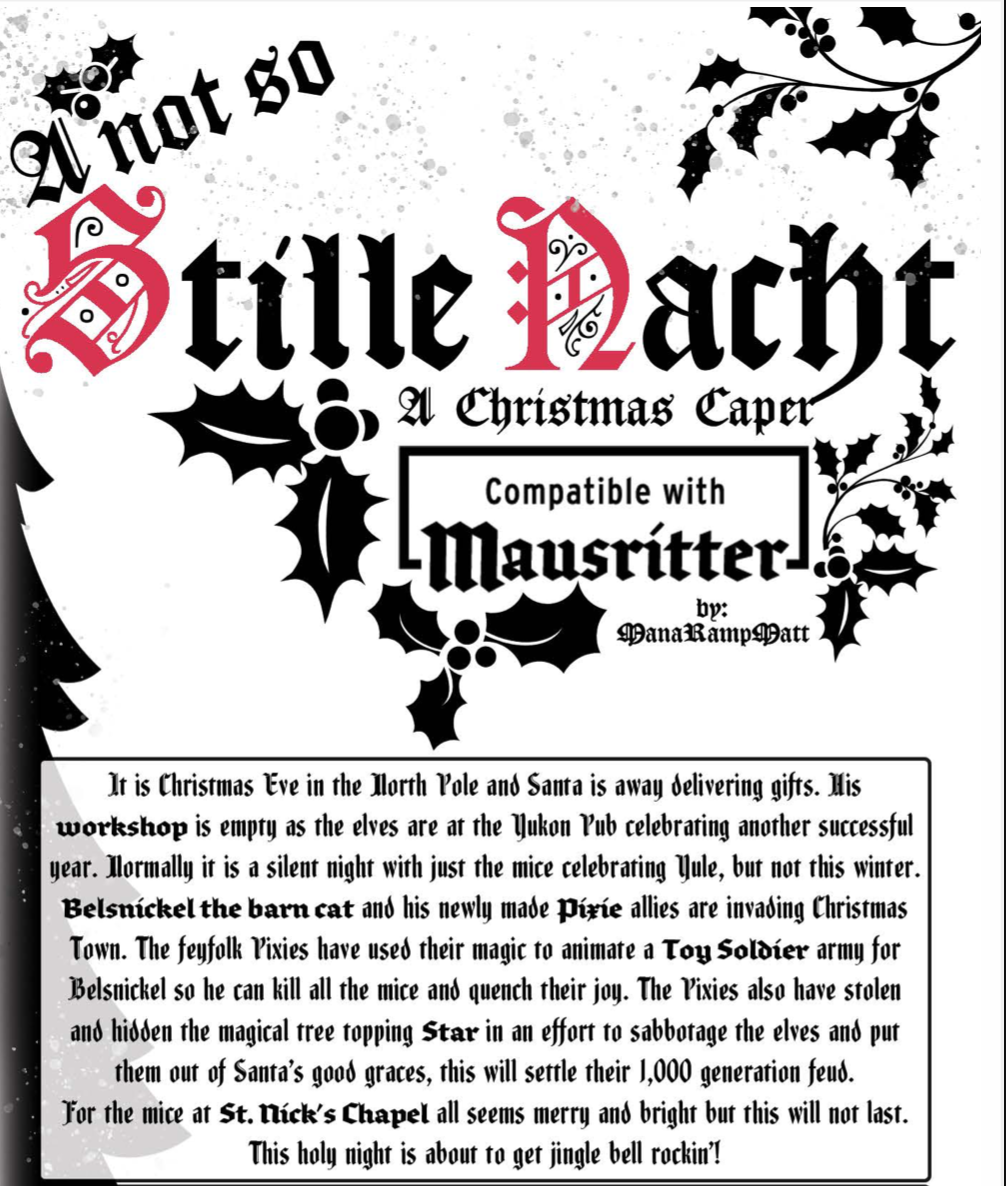 A not so
Stille Nacht
A Christmas Caper
Compatible with
Mausritter
by:
ManaRampMatt
It is Christmas Eve in the North Pole and Santa is away delivering gifts. His
workshop is empty as the elves are at the Yukon Pub celebrating another successful
year. Normally it is a silent night with just the mice celebrating Yule, but not this winter.
Belsnickel the barn cat and his newly made Pixie allies are invading Christmas
Town. The feyfolk Pixies have used their magic to animate a Toy Soldier army for
Belsnickel so he can kill all the mice and quench their joy. The Pixies also have stolen
and hidden the magical tree topping Star in an effort to sabbotage the elves and put
them out of Santa's good graces, this will settle their 1,000 generation feud.
For the mice at St. Nick's Chapel all seems merry and bright but this will not last.
This holy night is about to get jingle bell rockin'!